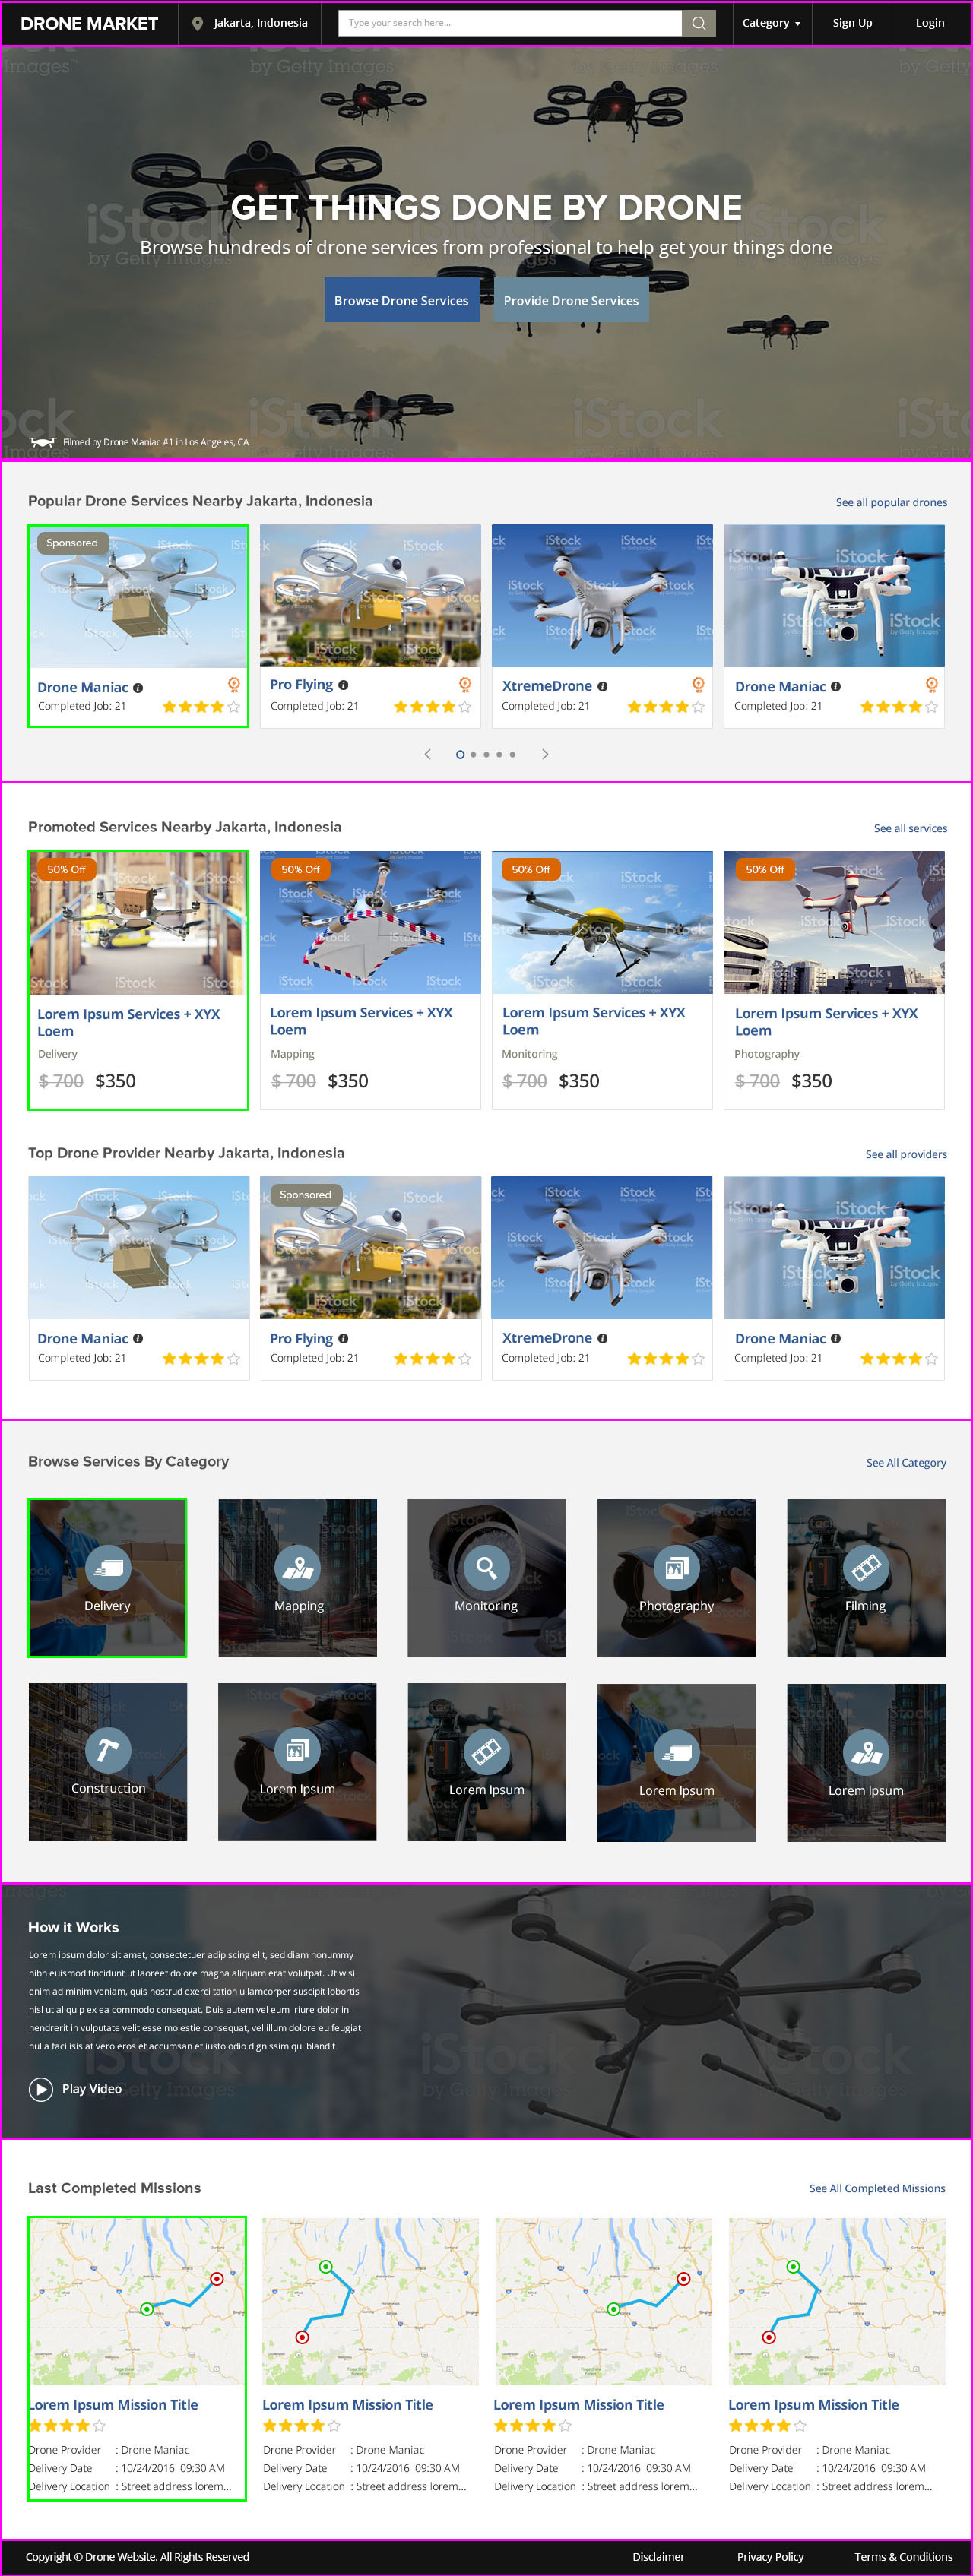 DRONE MARKET
Jakarta, Indonesia
Type your search here...
Category
Sign Up
Login
GET THINGS DONE BY DRONE
Browse hundreds of drone services from professional to help get your things done
Browse Drone Services
Provide Drone Services
Filmed by Drone Maniac #1 in Los Angeles, CA
Popular Drone Services Nearby Jakarta, Indonesia
See all popular drones
Sponsored
Drone Maniac
Completed Job: 21
Pro Flying
Completed Job: 21
XtremeDrone
Completed Job: 21
Drone Maniac
Completed Job: 21
Promoted Services Nearby Jakarta, Indonesia
See all services
50% Off
Lorem Ipsum Services + XYX
Loem
Delivery
$ 700 $350
50% Off
Lorem Ipsum Services + XYX
Loem
Mapping
$ 700 $350
50% Off
Lorem Ipsum Services + XYX
Loem
Monitoring
$ 700 $350
50% Off
Lorem Ipsum Services + XYX
Loem
Photography
$ 700 $350
Top Drone Provider Nearby Jakarta, Indonesia
See all providers
Drone Maniac
Completed Job: 21
Sponsored
Pro Flying
Completed Job: 21
XtremeDrone
Completed Job: 21
Drone Maniac
Completed Job: 21
Browse Services By Category
See All Category
Delivery
Mapping
Monitoring
Photography
Filming
Construction
Lorem Ipsum
Lorem Ipsum
Lorem Ipsum
Lorem Ipsum
How it Works
Lorem ipsum dolor sit amet, consectetuer adipiscing elit, sed diam nonummy
nibh euismod tincidunt ut laoreet dolore magna aliquam erat volutpat. Ut wisi
enim ad minim veniam, quis nostrud exerci tation ullamcorper suscipit lobortis
nisl ut aliquip ex ea commodo consequat. Duis autem vel eum iriure dolor in
hendrerit in vulputate velit esse molestie consequat, vel illum dolore eu feugiat
nulla facilisis at vero eros et accumsan et iusto odio dignissim qui blandit
Play Video
Last Completed Missions
See All Completed Missions
Lorem Ipsum Mission Title
Drone Provider : Drone Maniac
Delivery Date : 10/24/2016 09:30 AM
Delivery Location : Street address lorem...
Lorem Ipsum Mission Title
Drone Provider : Drone Maniac
Delivery Date : 10/24/2016 09:30 AM
Delivery Location : Street address lorem...
Lorem Ipsum Mission Title
Drone Provider : Drone Maniac
Delivery Date : 10/24/2016 09:30 AM
Delivery Location : Street address lorem...
Lorem Ipsum Mission Title
Drone Provider : Drone Maniac
Delivery Date : 10/24/2016 09:30 AM
Delivery Location : Street address lorem...
Copyright © Drone Website. All Rights Reserved
Disclaimer
Privacy Policy
Terms & Conditions